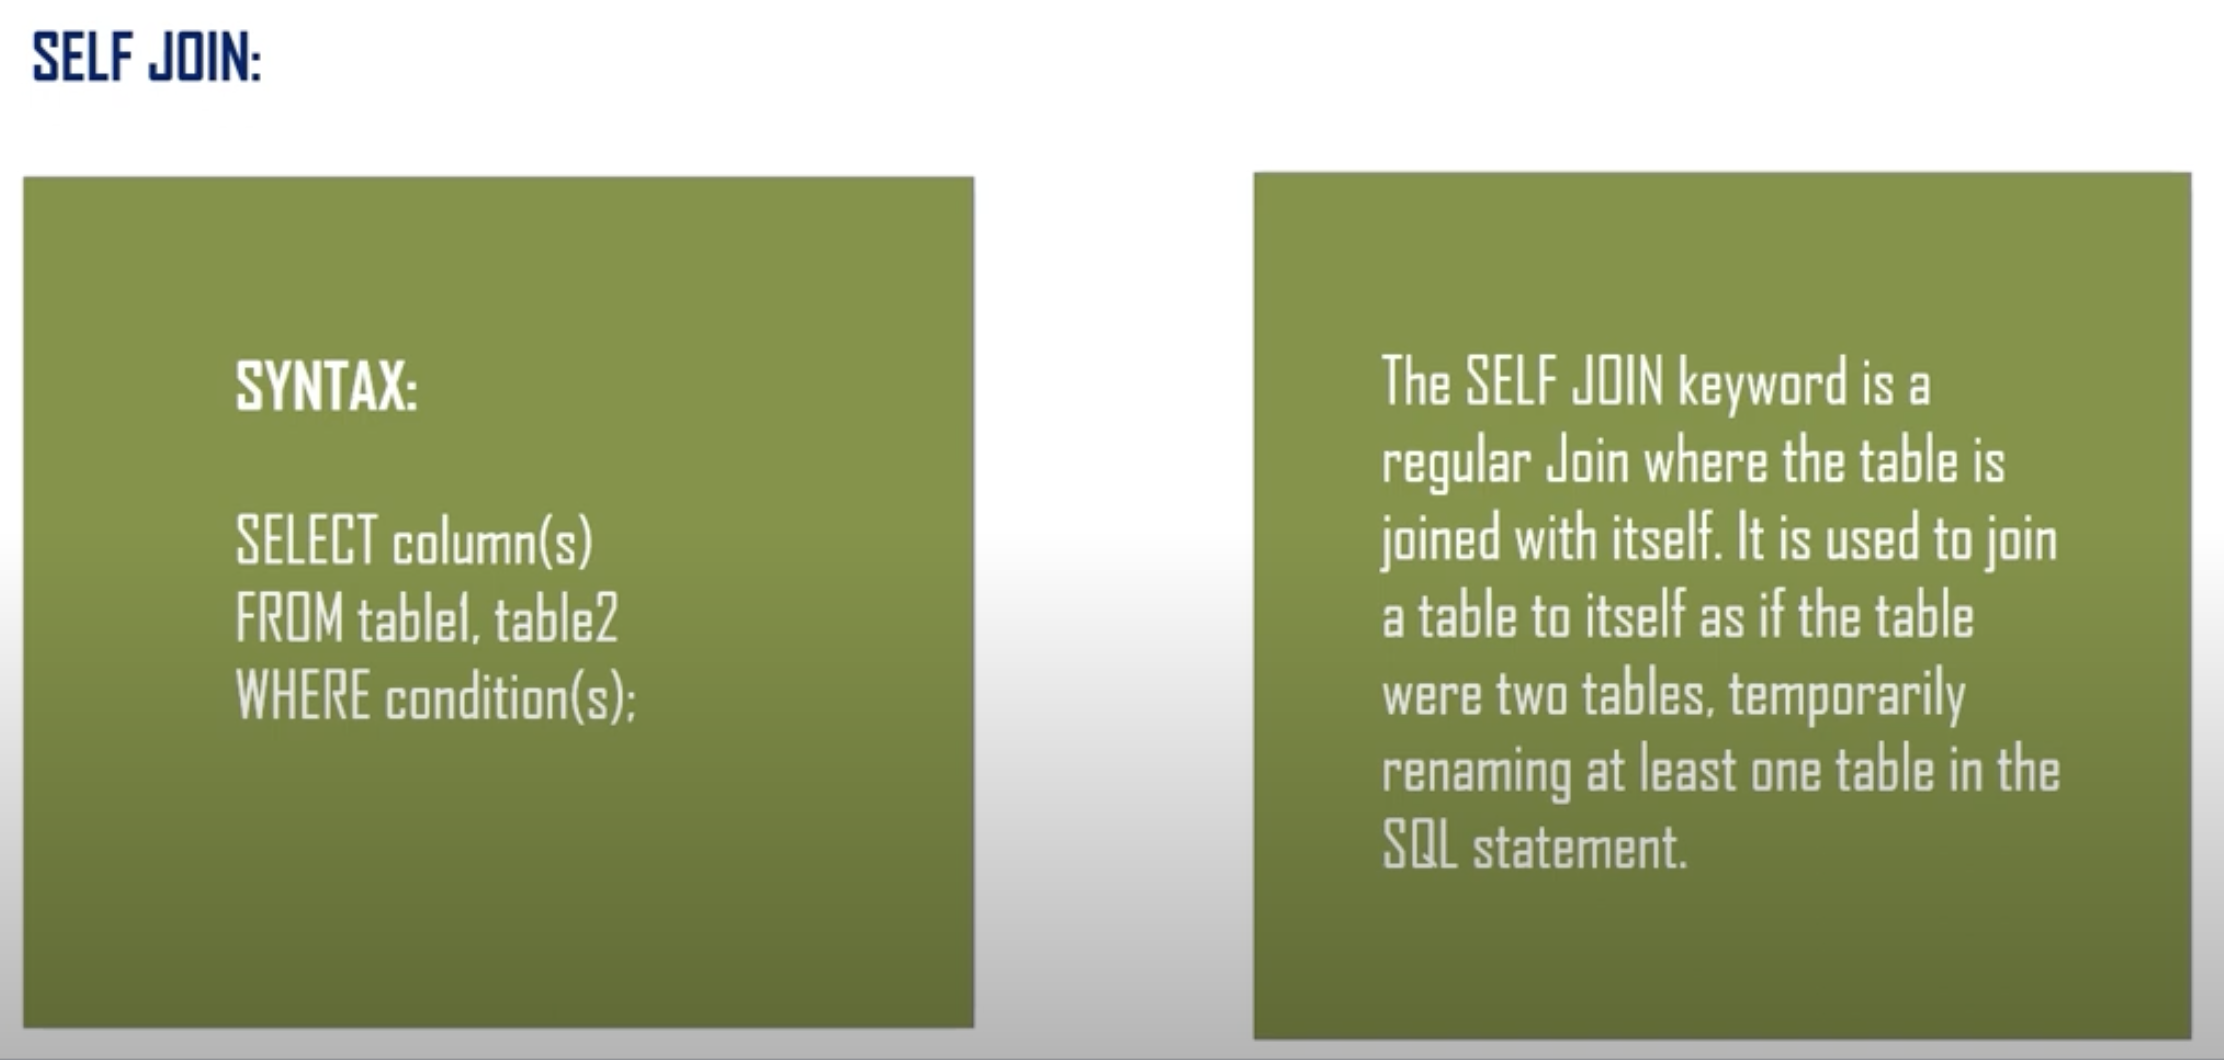 SELF JOIN:
SYNTAX:
SELECT column(s)
FROM table1, table2
WHERE condition(s);
The SELF JOIN keyword is a
regular Join where the table is
joined with itself. It is used to join
a table to itself as if the table
were two tables, temporarily
renaming at least one table in the
SQL statement.